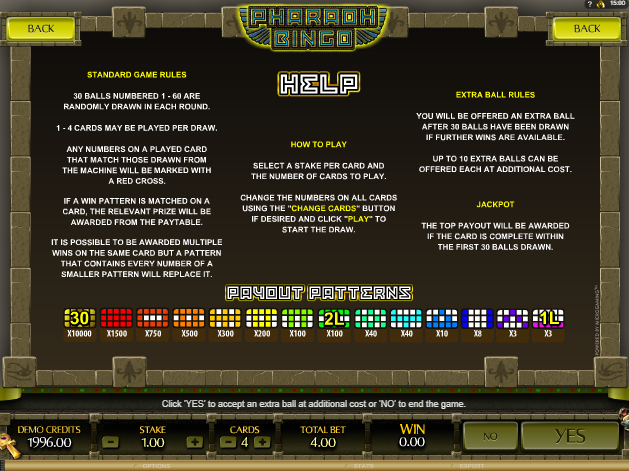 ? 15:00
BACK
PHARAOH
BINGO
BACK
HELP
STANDARD GAME RULES
30 BALLS NUMBERED 1 - 60 ARE
RANDOMLY DRAWN IN EACH ROUND.
1 - 4 CARDS MAY BE PLAYED PER DRAW.
ANY NUMBERS ON A PLAYED CARD
THAT MATCH THOSE DRAWN FROM
THE MACHINE WILL BE MARKED WITH
A RED CROSS.
IF A WIN PATTERN IS MATCHED ON A
CARD, THE RELEVANT PRIZE WILL BE
AWARDED FROM THE PAYTABLE.
IT IS POSSIBLE TO BE AWARDED MULTIPLE
WINS ON THE SAME CARD BUT A PATTERN
THAT CONTAINS EVERY NUMBER OF A
SMALLER PATTERN WILL REPLACE IT.
HOW TO PLAY
SELECT A STAKE PER CARD AND
THE NUMBER OF CARDS TO PLAY.
CHANGE THE NUMBERS ON ALL CARDS
USING THE "CHANGE CARDS" BUTTON
IF DESIRED AND CLICK "PLAY" TO
START THE DRAW.
EXTRA BALL RULES
YOU WILL BE OFFERED AN EXTRA BALL
AFTER 30 BALLS HAVE BEEN DRAWN
IF FURTHER WINS ARE AVAILABLE.
UP TO 10 EXTRA BALLS CAN BE
OFFERED EACH AT ADDITIONAL COST.
JACKPOT
THE TOP PAYOUT WILL BE AWARDED
IF THE CARD IS COMPLETE WITHIN
THE FIRST 30 BALLS DRAWN.
PAYOUT PATTERNS
30 2L 1L
X10000 X1500 X750 X500 X300 X200 X100 X100 X40 X40 X10 X8 X3 X3
Click 'YES' to accept an extra ball at additional cost or 'NO' to end the game.
DEMO CREDITS STAKE CARDS TOTAL BET WIN
1996.00 - 1.00 + - 4 + 4.00 0.00
NO YES
OPTIONS STATS EXPERT